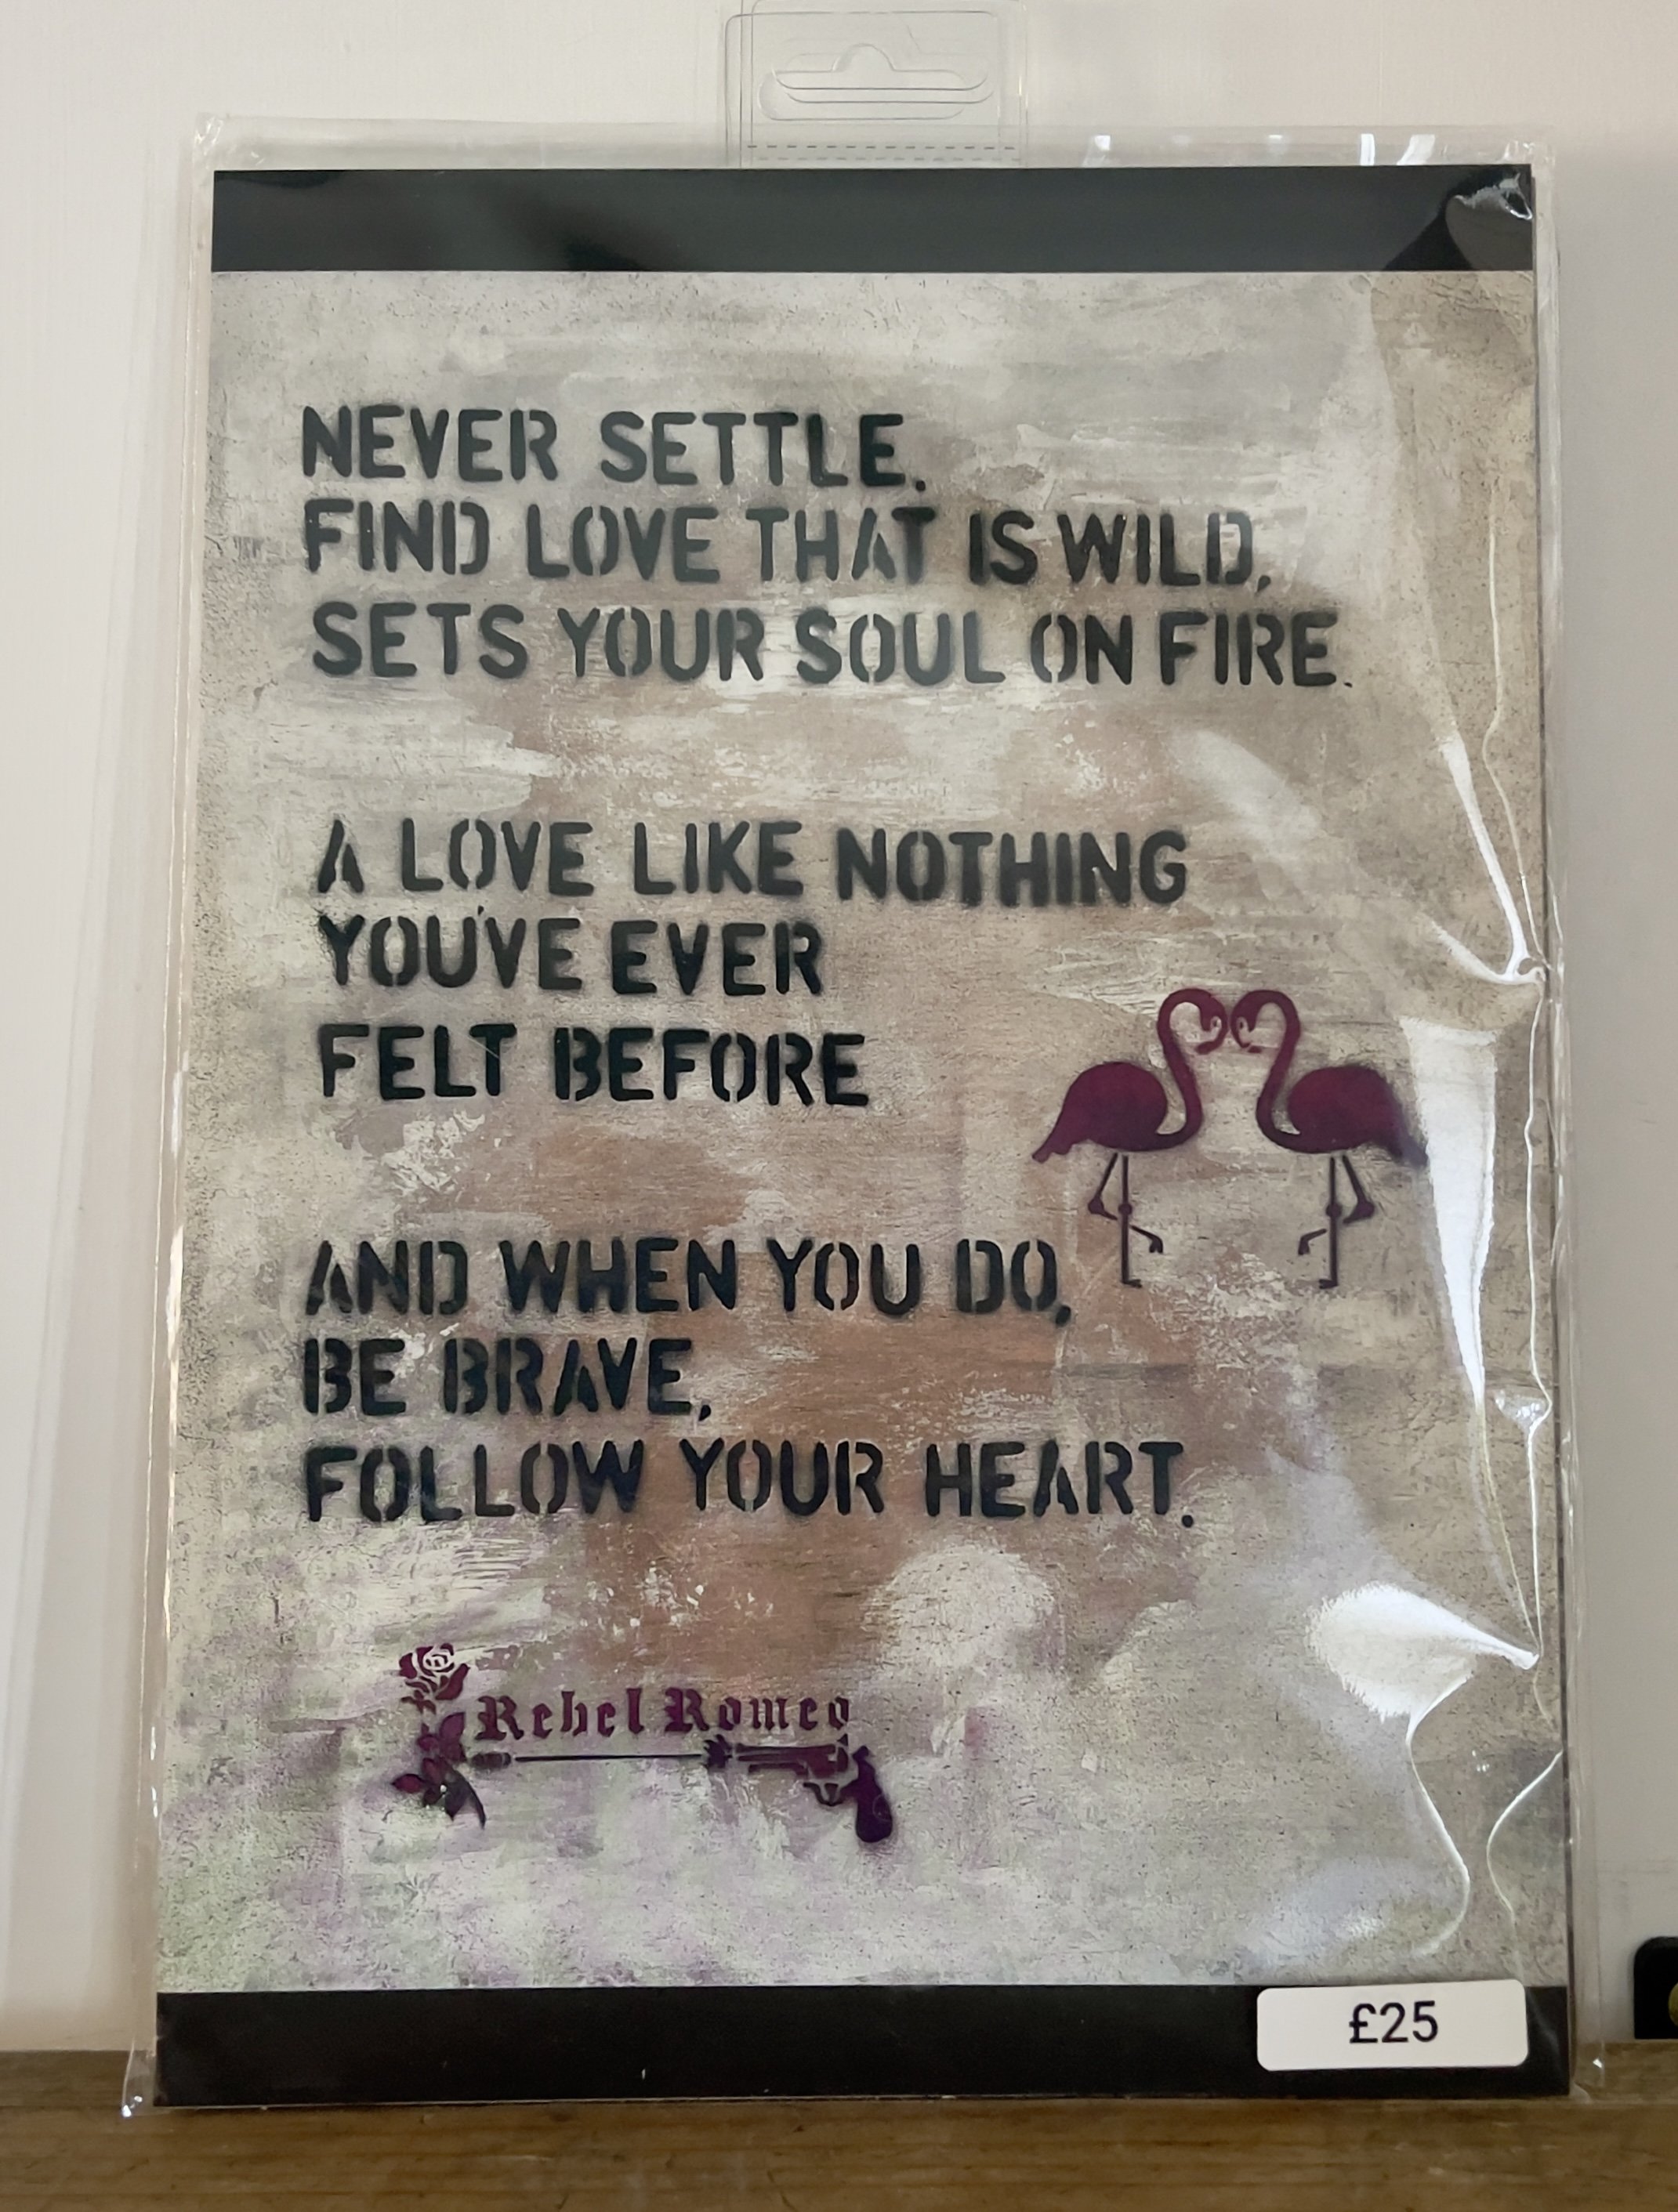 NEVER SETTLE.
FIND LOVE THAT IS WILD,
SETS YOUR SOUL ON FIRE.
A LOVE LIKE NOTHING
YOU'VE EVER
FELT BEFORE
AND WHEN YOU DO,
BE BRAVE,
FOLLOW YOUR HEART.
Rebel Romeo
£25